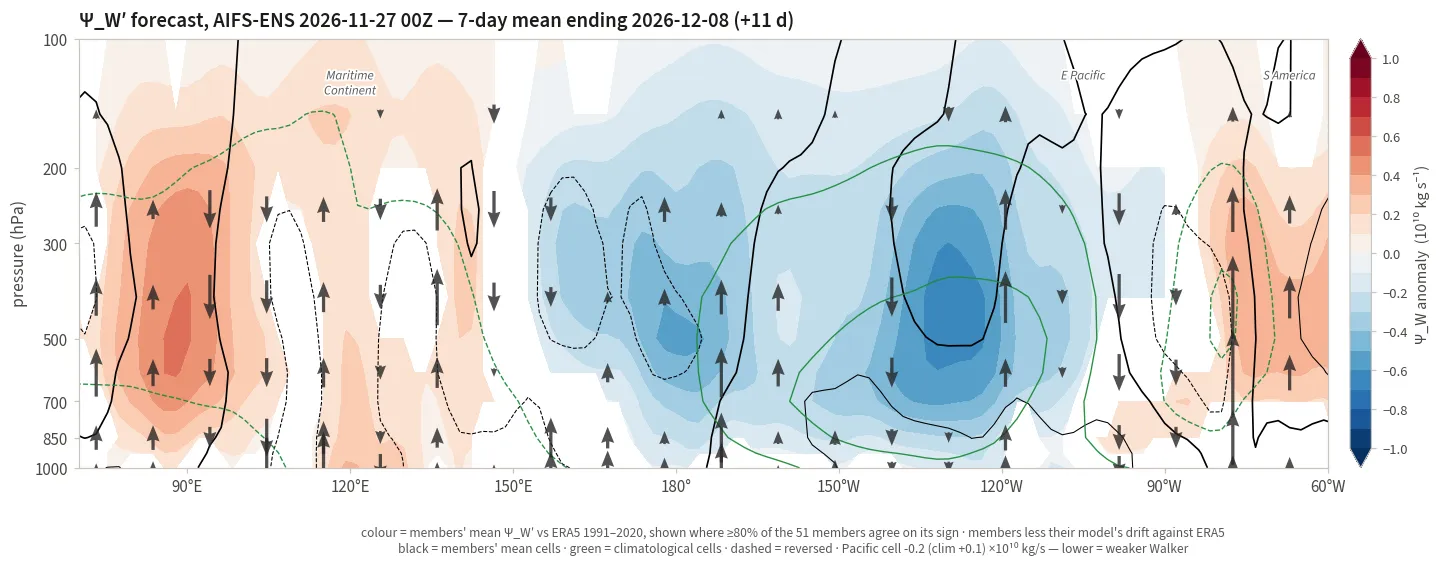 Ψ_W′ forecast, AIFS-ENS 2026-11-27 00Z — 7-day mean ending 2026-12-08 (+11 d)
100
200
300
400
500
700
850
1000
pressure (hPa)
Maritime
Continent
E Pacific
S America
90°E
120°E
150°E
180°
150°W
120°W
90°W
60°W
1.0
0.8
0.6
0.4
0.2
0.0
−0.2
−0.4
−0.6
−0.8
−1.0
Ψ_W anomaly (10¹⁰ kg s⁻¹)
colour = members' mean Ψ_W′ vs ERA5 1991–2020, shown where ≥80% of the 51 members agree on its sign · members less their model's drift against ERA5
black = members' mean cells · green = climatological cells · dashed = reversed · Pacific cell -0.2 (clim +0.1) ×10¹⁰ kg/s — lower = weaker Walker